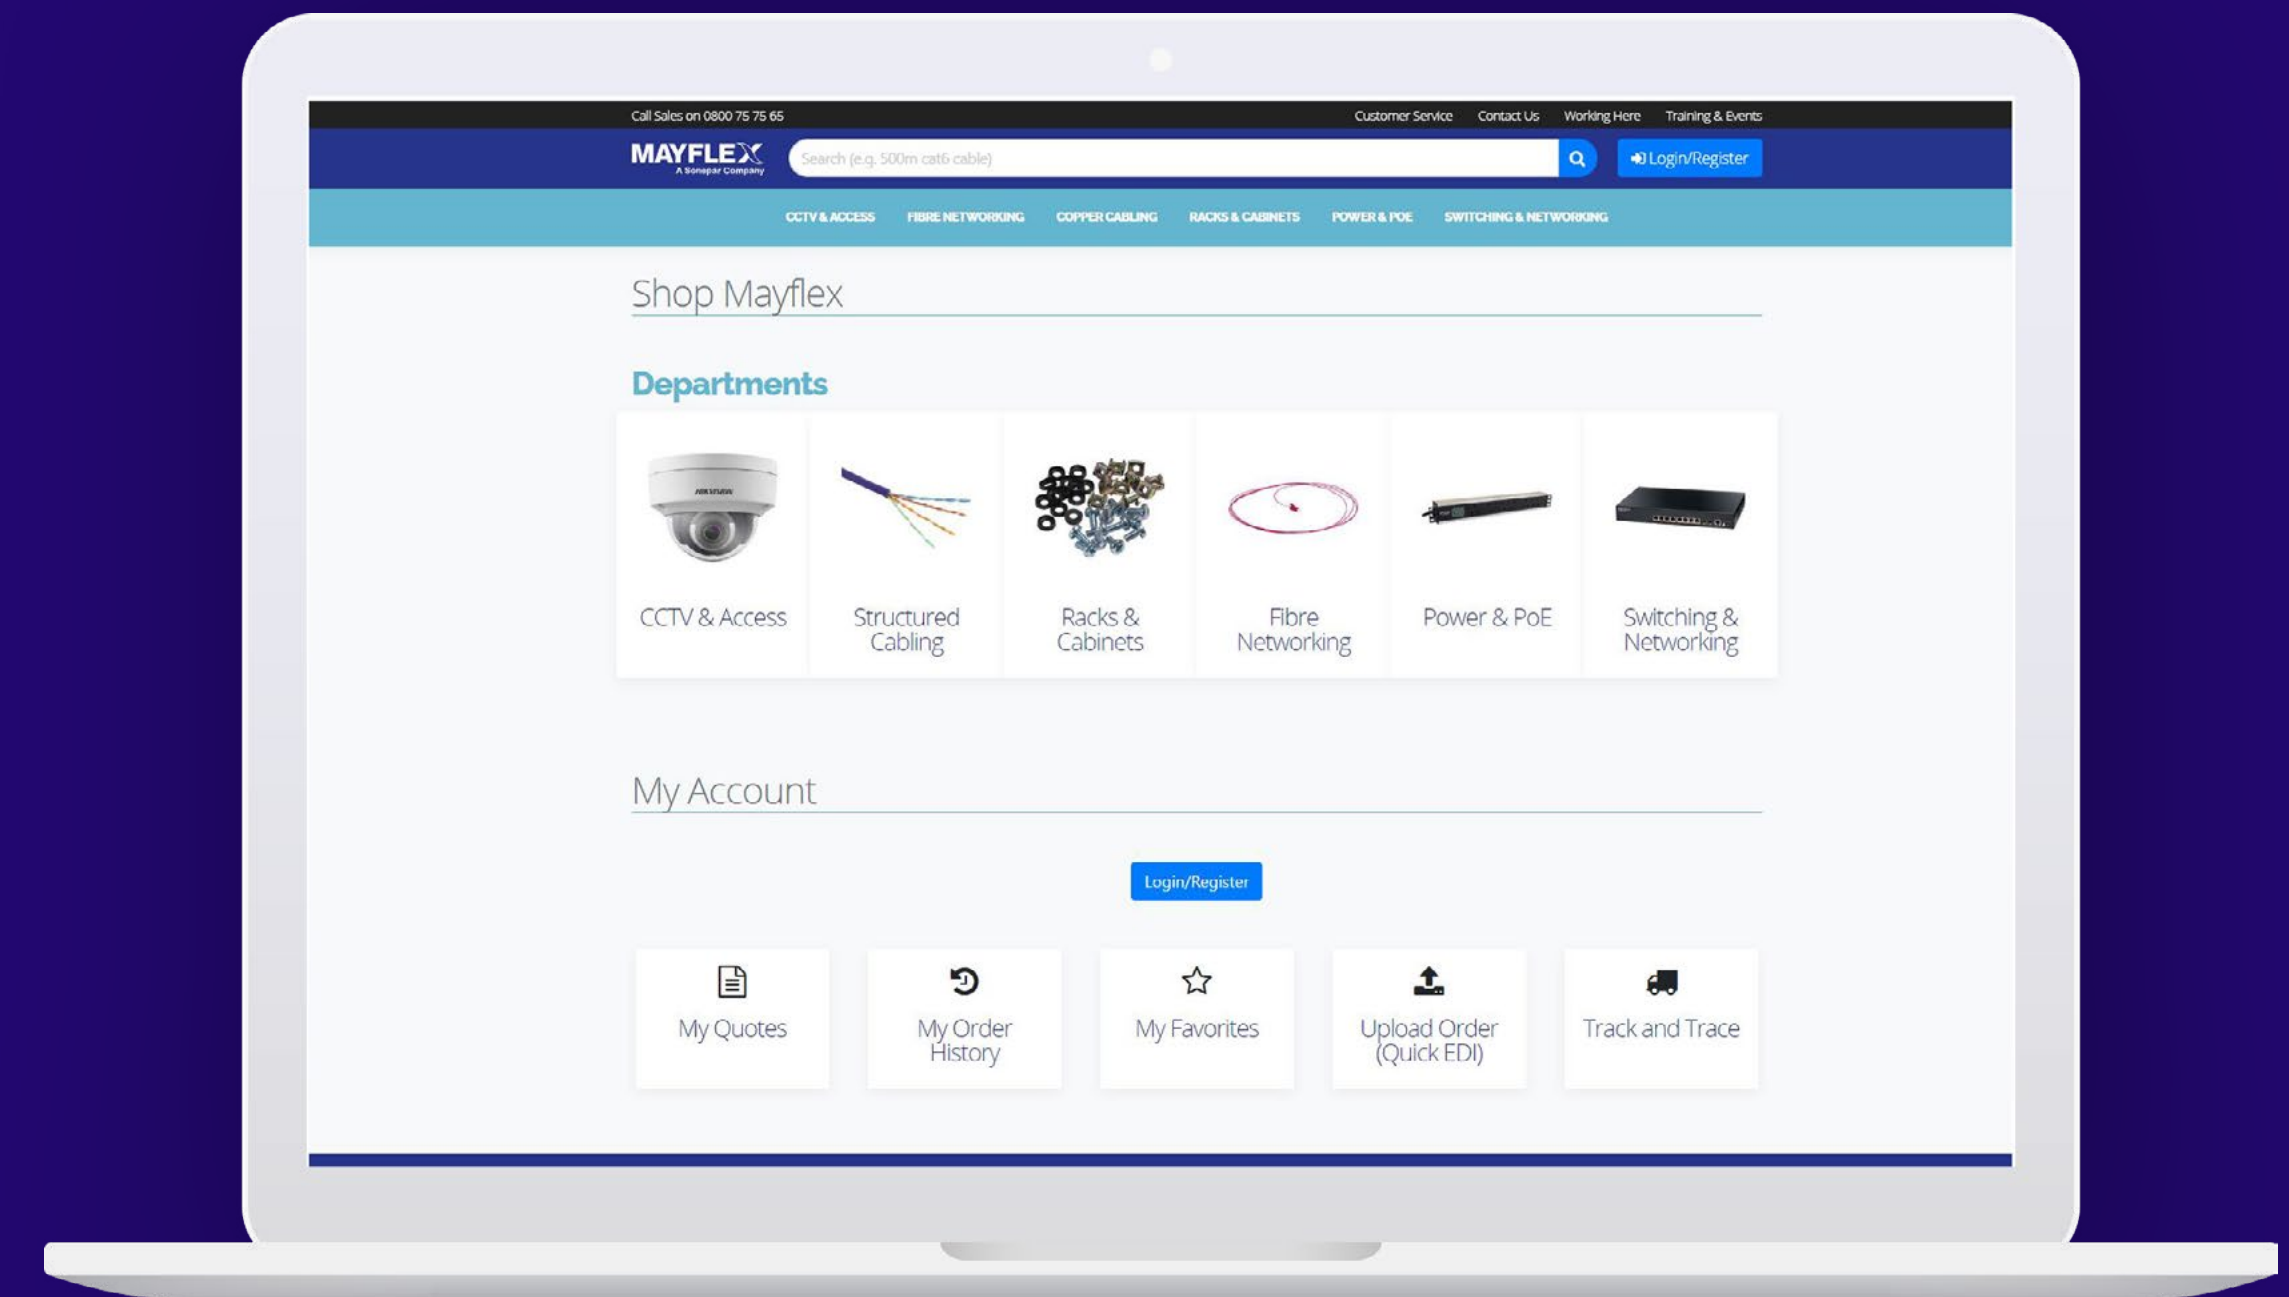 Call Sales on 0800 75 75 65
Customer Service Contact Us Working Here Training & Events
MAYFLEX
A Sonepar Company
Search (e.g. 500m cat6 cable)
Login/Register
CCTV & ACCESS FIBRE NETWORKING COPPER CABLING RACKS & CABINETS POWER & POE SWITCHING & NETWORKING
Shop Mayflex
Departments
HIKVISION
CCTV & Access
Structured
Cabling
Racks &
Cabinets
Fibre
Networking
Power & PoE
Switching &
Networking
My Account
Login/Register
My Quotes
My Order
History
My Favorites
Upload Order
(Quick EDI)
Track and Trace